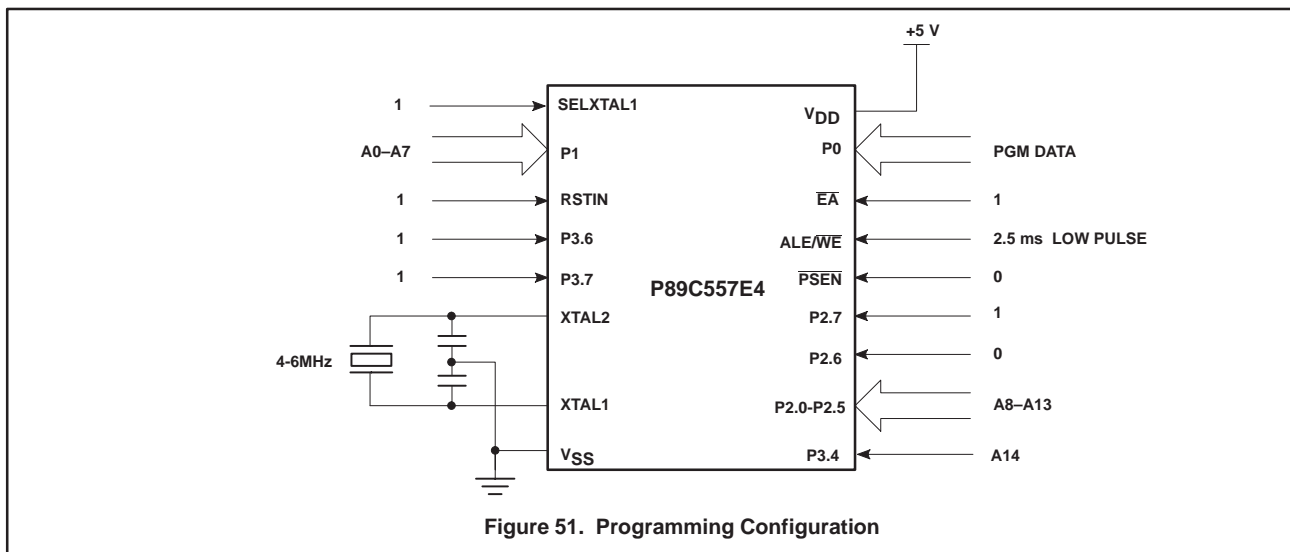 +5 V
1
SELXTAL1
VDD
A0–A7
P1
P0
PGM DATA
1
RSTIN
EA
1
1
P3.6
ALE/WE
2.5 ms LOW PULSE
1
P3.7
PSEN
0
P89C557E4
XTAL2
P2.7
1
4-6MHz
P2.6
0
XTAL1
P2.0-P2.5
A8–A13
VSS
P3.4
A14
Figure 51. Programming Configuration